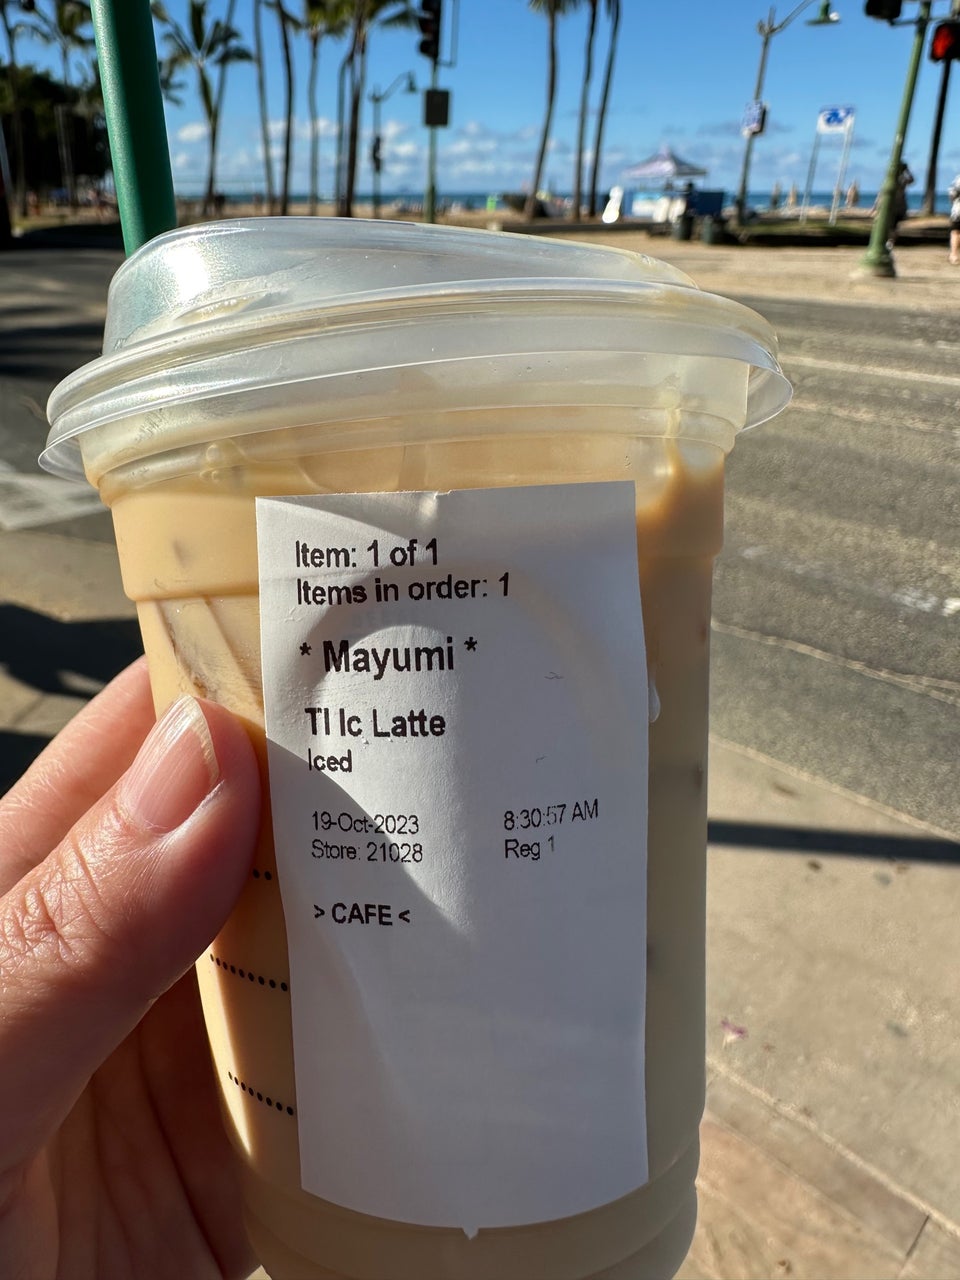 Item: 1 of 1
Items in order: 1
* Mayumi *
Tl Ic Latte
Iced
19-Oct-2023 8:30:57 AM
Store: 21028 Reg 1
> CAFE <